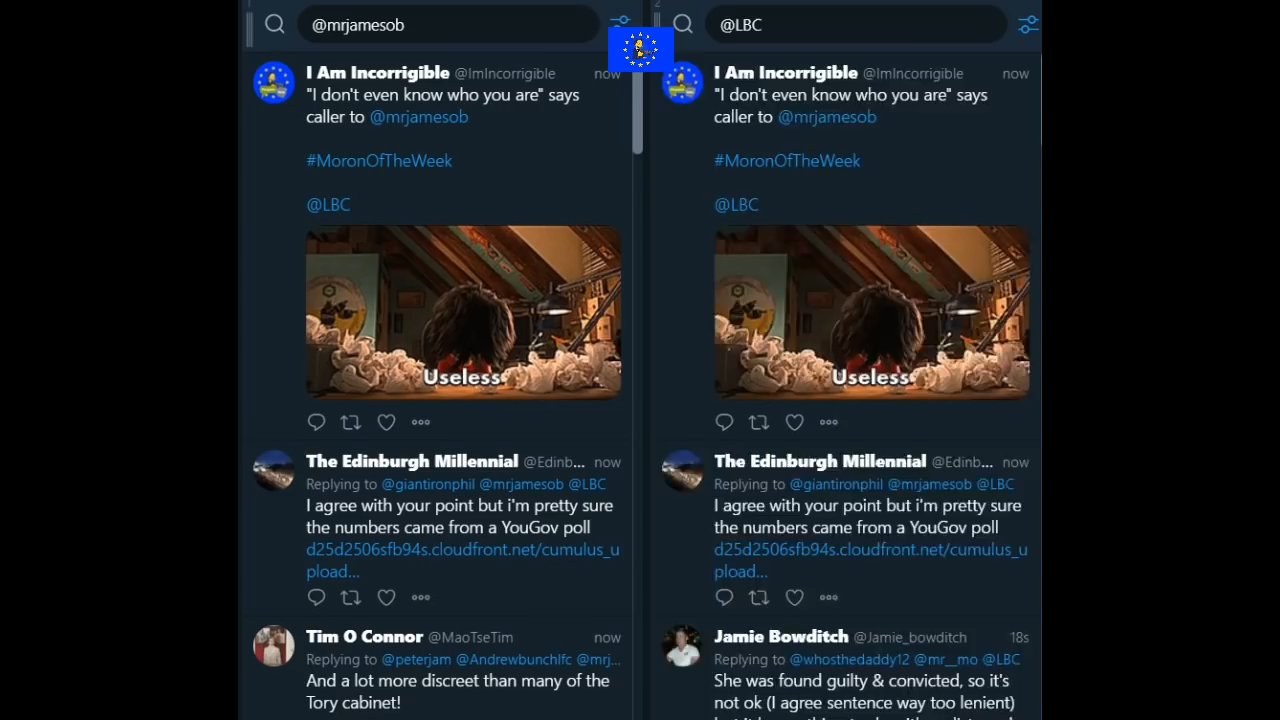 @mrjamesob
I Am Incorrigible @ImIncorrigible now
"I don't even know who you are" says
caller to @mrjamesob
#MoronOfTheWeek
@LBC
Useless
The Edinburgh Millennial @Edinb... now
Replying to @giantironphil @mrjamesob @LBC
I agree with your point but i'm pretty sure
the numbers came from a YouGov poll
d25d2506sfb94s.cloudfront.net/cumulus_u
pload...
Tim O Connor @MaoTseTim now
Replying to @peterjam @Andrewbunchlfc @mrj...
And a lot more discreet than many of the
Tory cabinet!
2
@LBC
I Am Incorrigible @ImIncorrigible now
"I don't even know who you are" says
caller to @mrjamesob
#MoronOfTheWeek
@LBC
Useless
The Edinburgh Millennial @Edinb... now
Replying to @giantironphil @mrjamesob @LBC
I agree with your point but i'm pretty sure
the numbers came from a YouGov poll
d25d2506sfb94s.cloudfront.net/cumulus_u
pload...
Jamie Bowditch @Jamie_bowditch 18s
Replying to @whosthedaddy12 @mr__mo @LBC
She was found guilty & convicted, so it's
not ok (I agree sentence way too lenient)